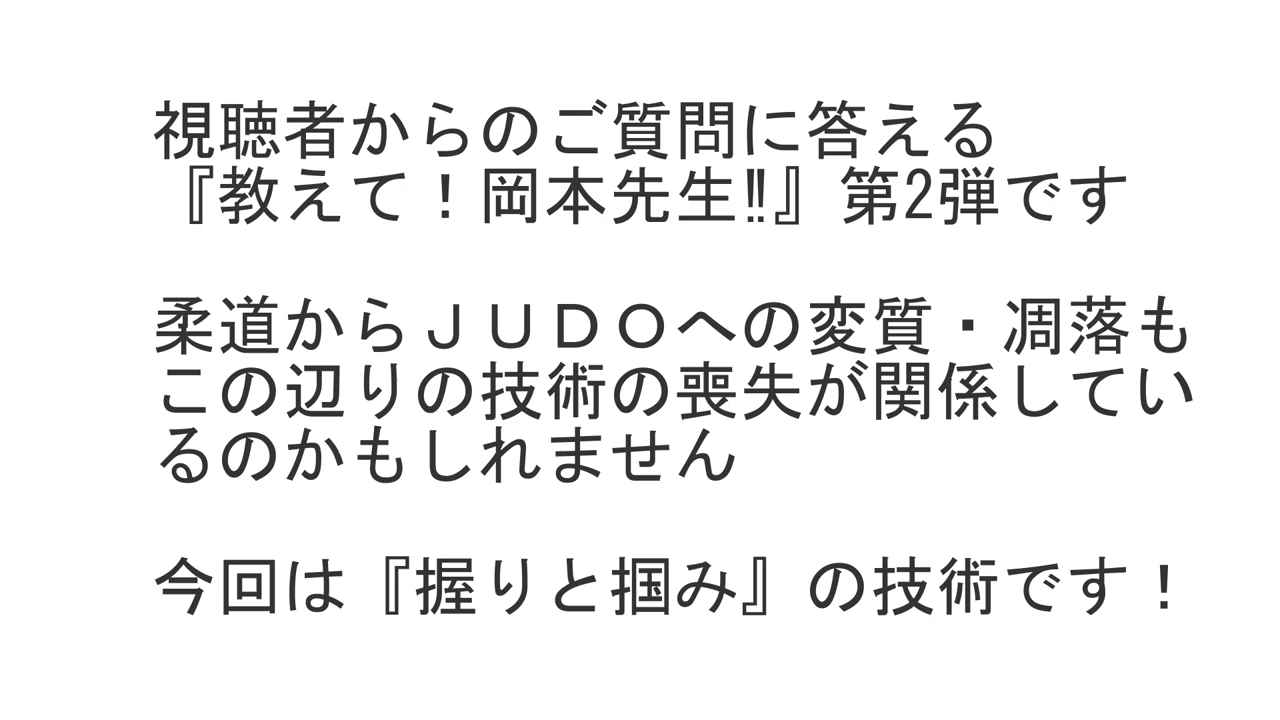 視聴者からのご質問に答える
『教えて！岡本先生‼』第2弾です
柔道からＪＵＤＯへの変質・凋落も
この辺りの技術の喪失が関係してい
るのかもしれません
今回は『握りと掴み』の技術です！